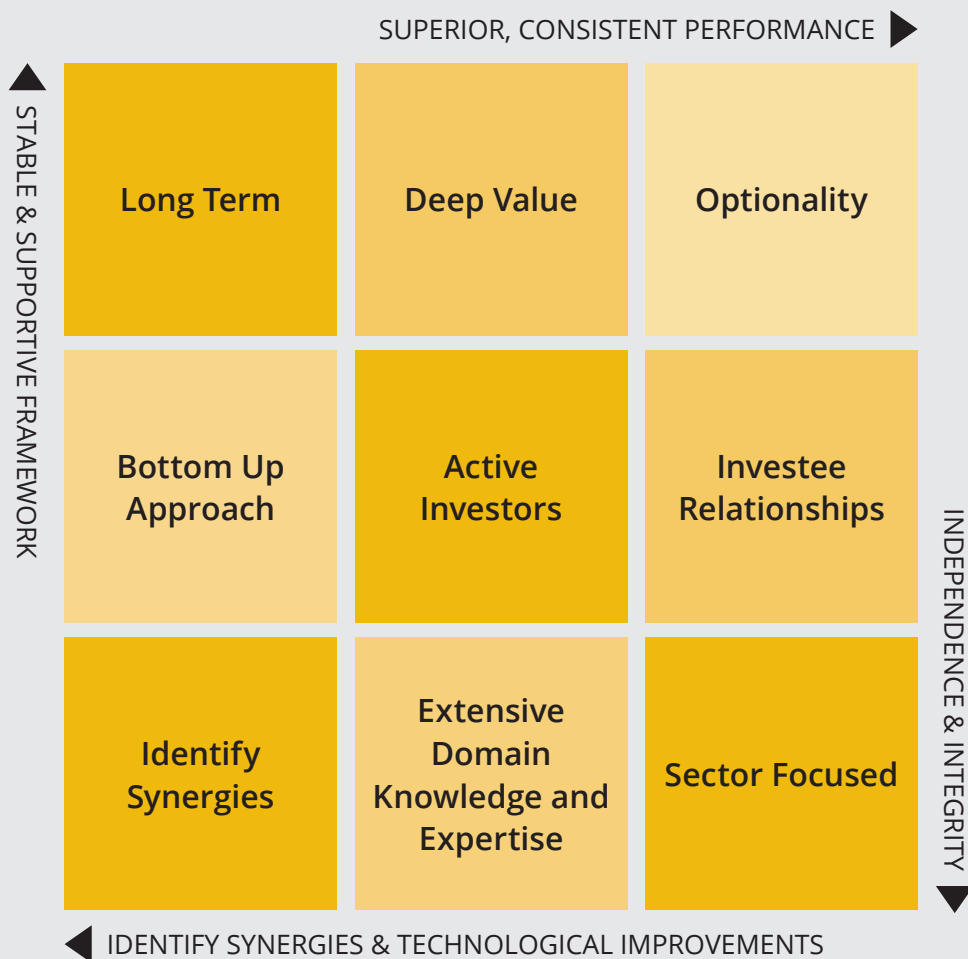 SUPERIOR, CONSISTENT PERFORMANCE
STABLE & SUPPORTIVE FRAMEWORK
Long Term
Deep Value
Optionality
Bottom Up
Approach
Active
Investors
Investee
Relationships
Identify
Synergies
Extensive
Domain
Knowledge and
Expertise
Sector Focused
INDEPENDENCE & INTEGRITY
IDENTIFY SYNERGIES & TECHNOLOGICAL IMPROVEMENTS